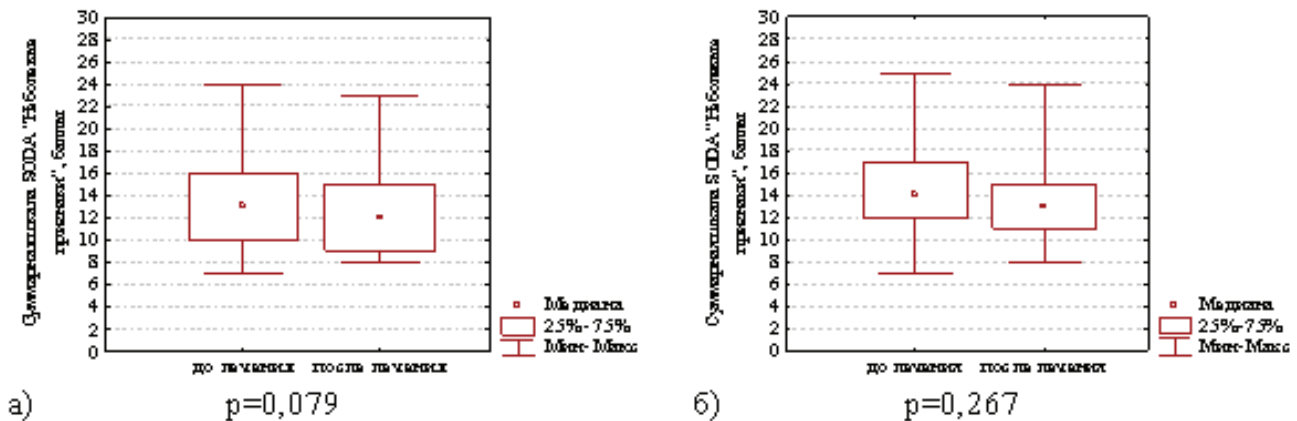 Суммарная шкала SODA "Небольные
признаки", баллы
30
28
26
24
22
20
18
16
14
12
10
8
6
4
2
0
до лечения после лечения
Медиана
25%-75%
Мин-Макс
а) p=0,079
Суммарная шкала SODA "Небольные
признаки", баллы
30
28
26
24
22
20
18
16
14
12
10
8
6
4
2
0
до лечения после лечения
Медиана
25%-75%
Мин-Макс
б) p=0,267